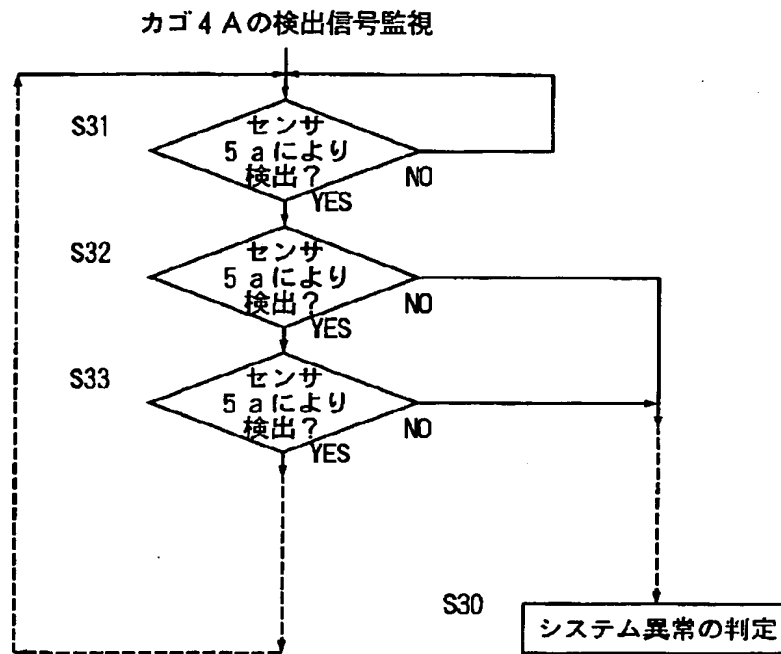 カゴ4Aの検出信号監視
S31
センサ
5aにより
検出?
NO
YES
S32
センサ
5aにより
検出?
NO
YES
S33
センサ
5aにより
検出?
NO
YES
S30
システム異常の判定